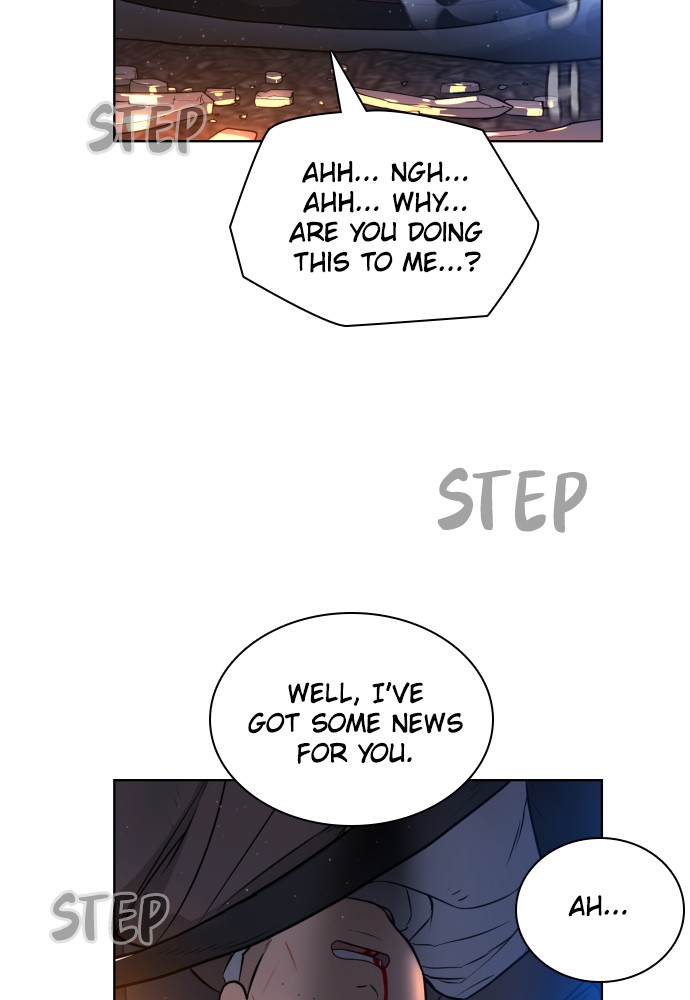 STEP
AHH... NGH...
AHH... WHY...
ARE YOU DOING
THIS TO ME...?
STEP
WELL, I'VE
GOT SOME NEWS
FOR YOU.
AH...
STEP